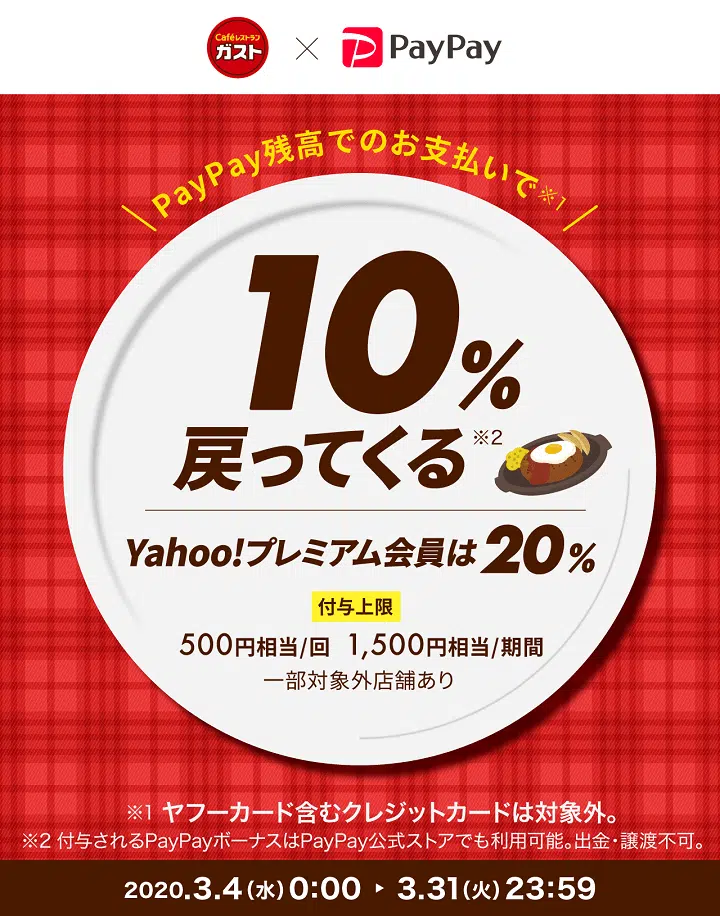 Caféレストラン
ガスト
×
PayPay
PayPay残高でのお支払いで※1
10%
戻ってくる※2
Yahoo!プレミアム会員は20%
付与上限
500円相当/回 1,500円相当/期間
一部対象外店舗あり
※1 ヤフーカード含むクレジットカードは対象外。
※2 付与されるPayPayボーナスはPayPay公式ストアでも利用可能。出金・譲渡不可。
2020.3.4(水)0:00 ▶ 3.31(火)23:59